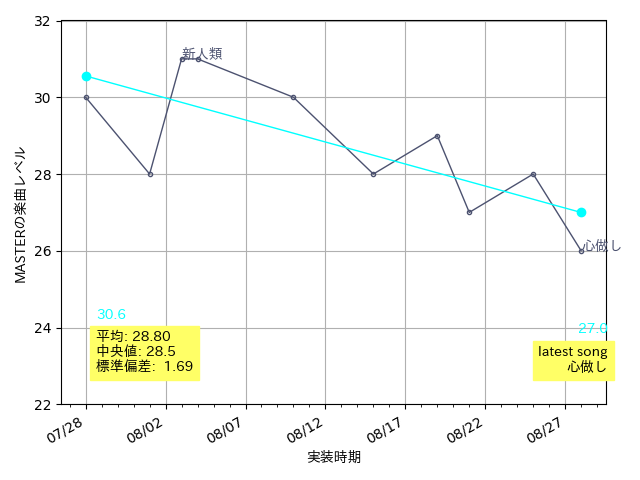 32
30
28
26
24
22
MASTERの楽曲レベル
新人類
心做し
30.6
27.0
平均: 28.80
中央値: 28.5
標準偏差: 1.69
latest song
心做し
07/28
08/02
08/07
08/12
08/17
08/22
08/27
実装時期